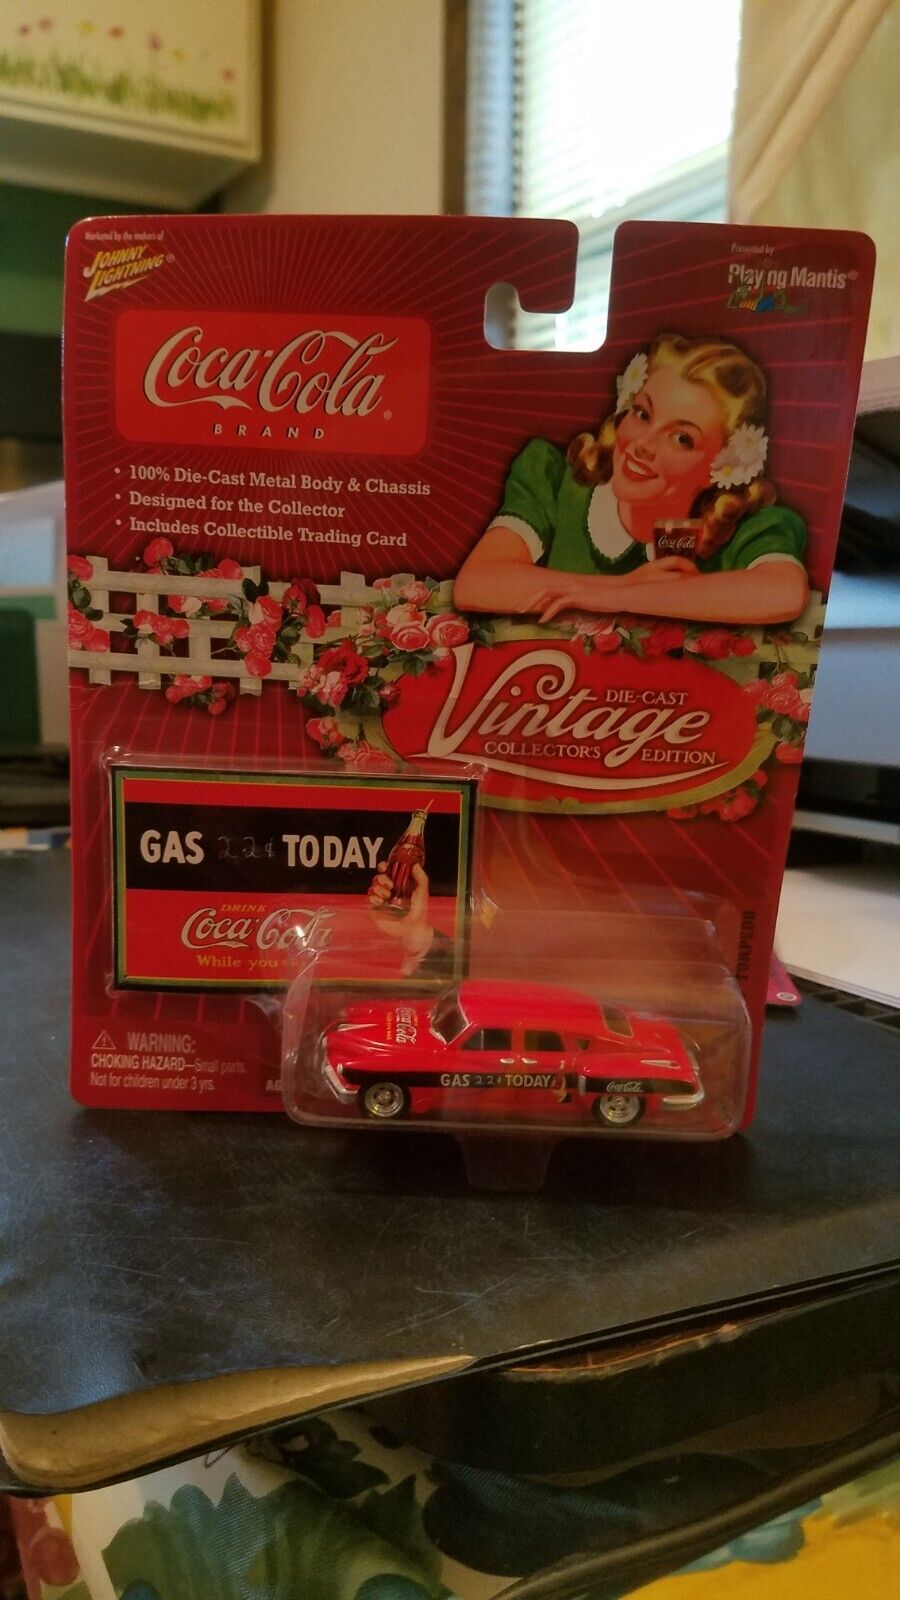 Marketed by the makers of
JOHNNY
LIGHTNING®
Presented by
Playing Mantis®
Coca-Cola®
BRAND
• 100% Die-Cast Metal Body & Chassis
• Designed for the Collector
• Includes Collectible Trading Card
Coca-Cola
DIE-CAST
Vintage
COLLECTOR'S EDITION
GAS 22¢ TODAY
DRINK
Coca-Cola
While you
TORPEDO
WARNING:
CHOKING HAZARD—Small parts.
Not for children under 3 yrs.
Coca-Cola
GAS 22¢ TODAY
Coca-Cola